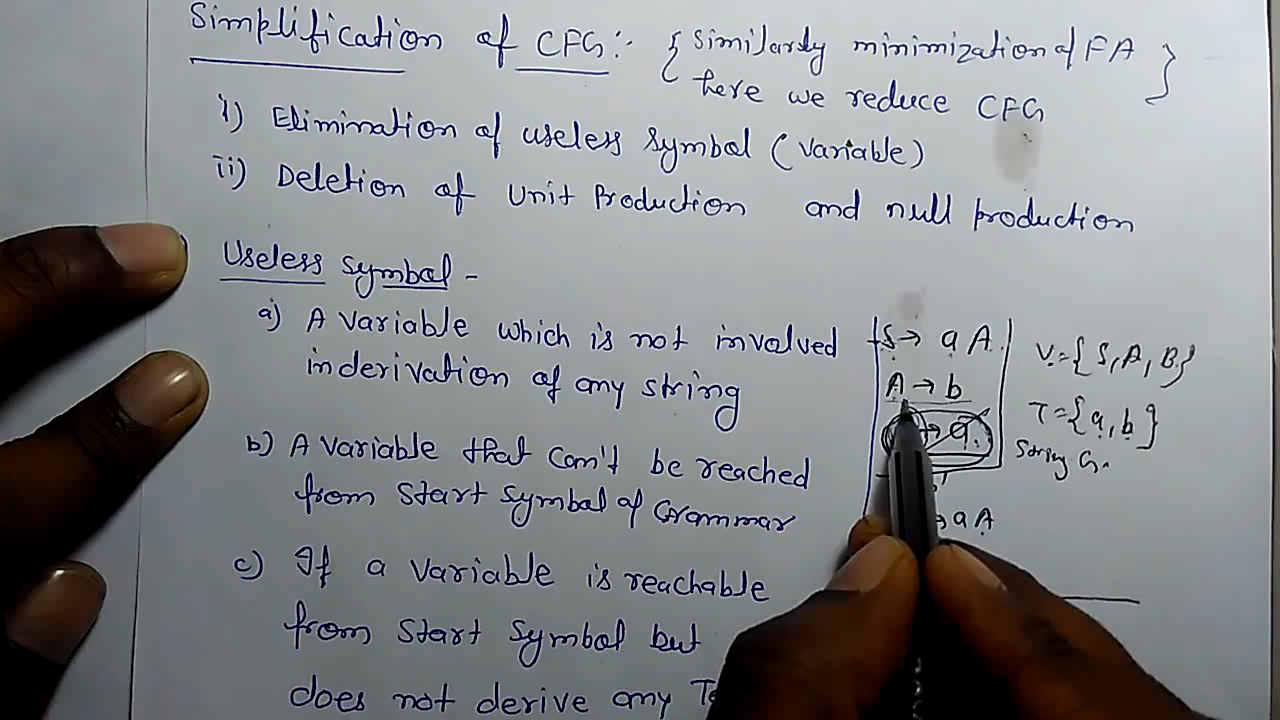 Simplification of CFG:- { Similarly minimization of FA
here we reduce CFG }
i) Elimination of useless symbol (variable)
ii) Deletion of Unit Production and null production
Useless symbol -
a) A variable which is not involved
in derivation of any string
b) A variable that can't be reached
from start symbol of Grammar
c) If a variable is reachable
from start symbol but
does not derive any
S → aA
A → b
→ a
V = {S, A, B}
T = {a, b}
string
→ aA